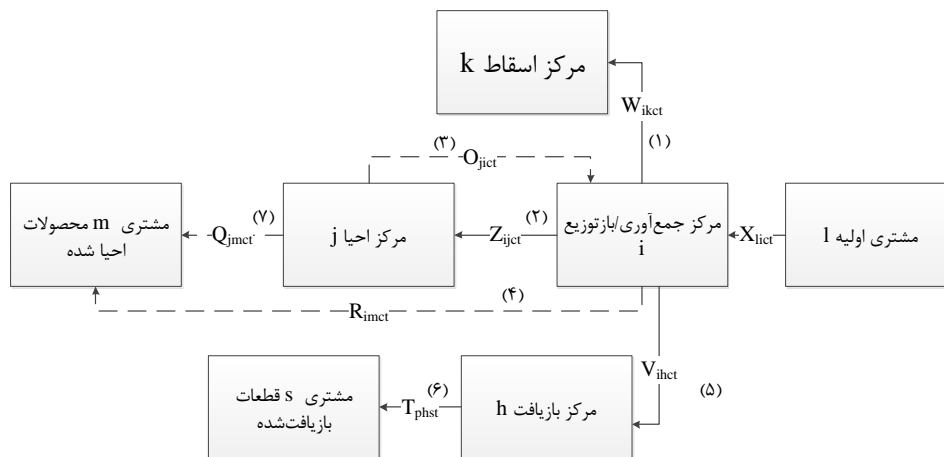 مرکز اسقاط k
W_ikct
(۱)
(۳)
O_jict
مشتری اولیه l
X_lict
مرکز جمع‌آوری/بازتوزیع
i
(۲)
Z_ijct
مرکز احیا j
(۷)
Q_jmct
مشتری m محصولات
احیا شده
(۴)
R_imct
V_ihct
(۵)
مرکز بازیافت h
(۶)
T_phst
مشتری s قطعات
بازیافت‌شده